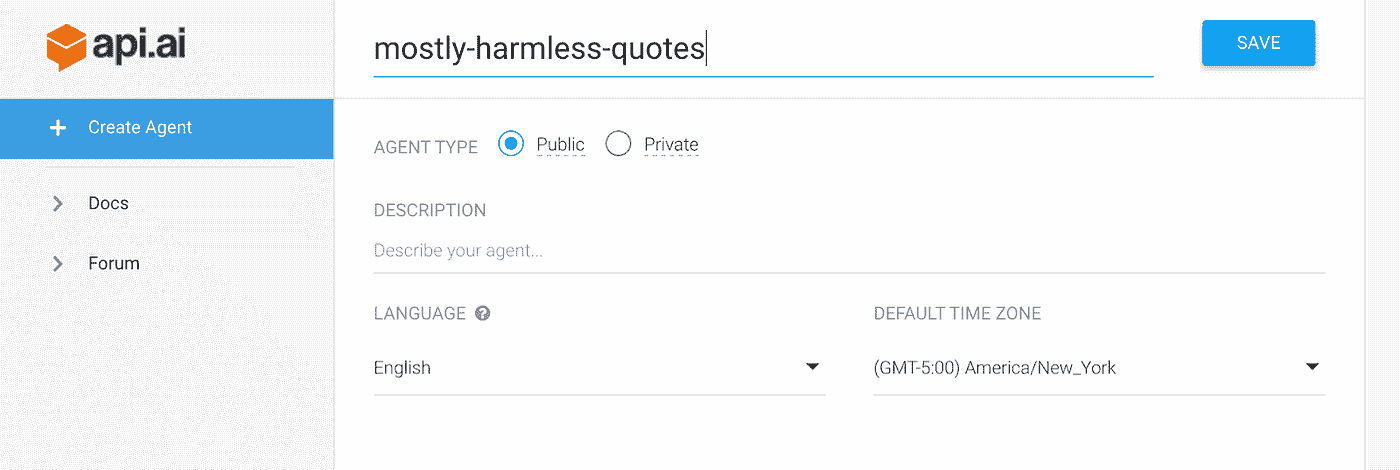 api.ai
mostly-harmless-quotes
SAVE
Create Agent
AGENT TYPE Public Private
Docs
DESCRIPTION
Describe your agent...
Forum
LANGUAGE DEFAULT TIME ZONE
English (GMT-5:00) America/New_York